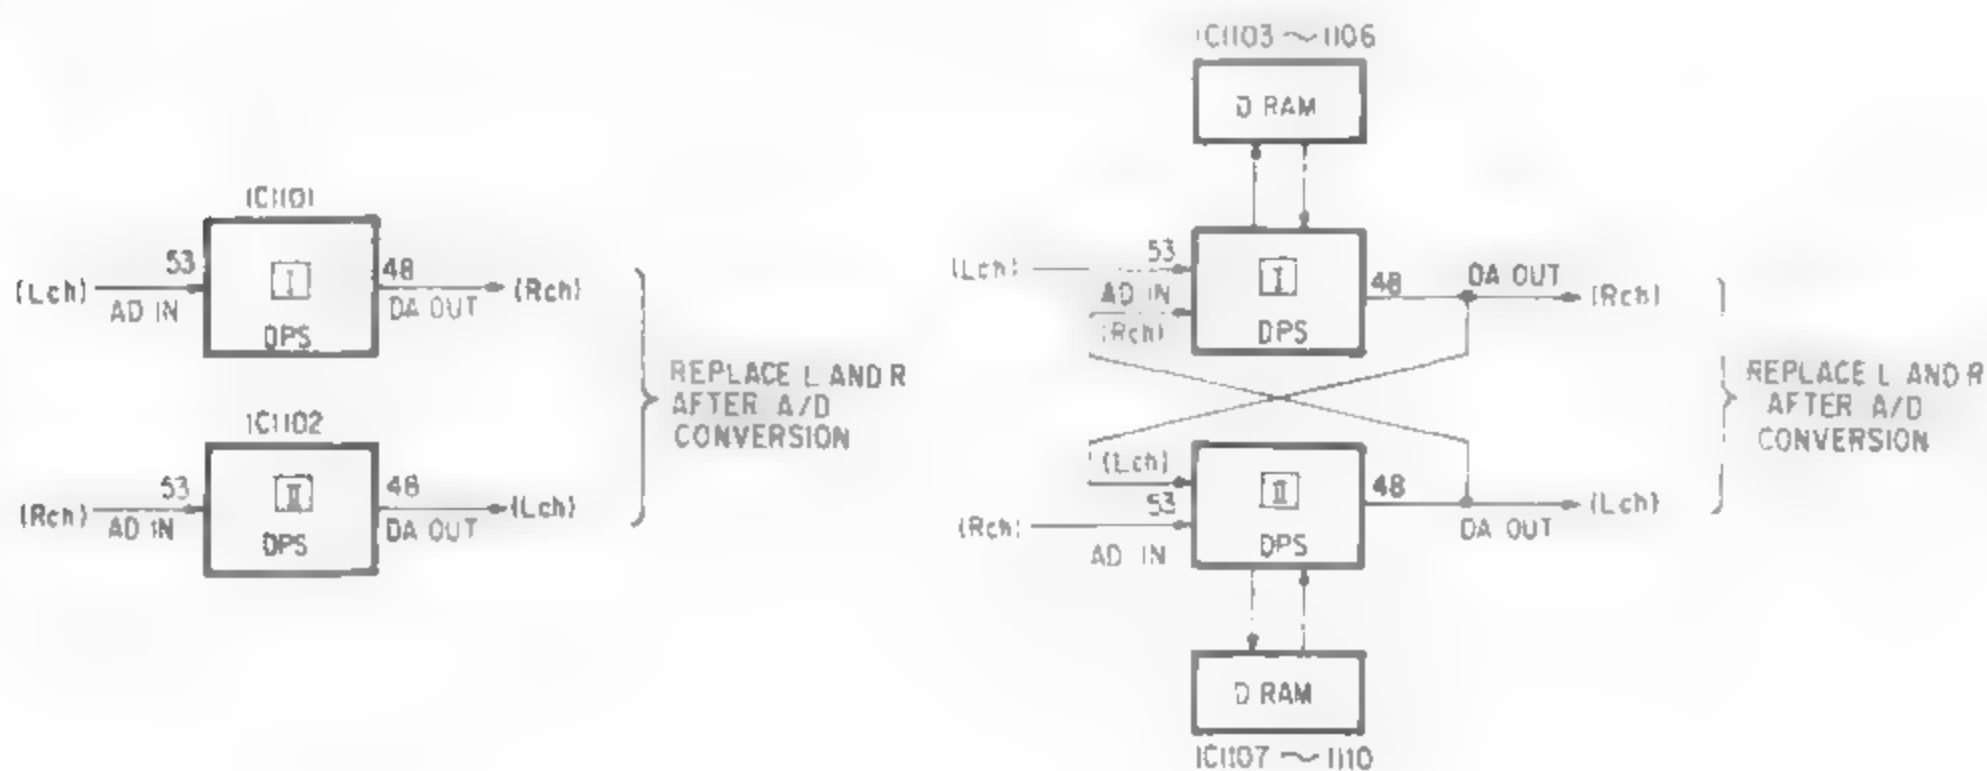 IC1101
53
48
(Lch)
I
(Rch)
AD IN
DA OUT
DPS
IC1102
53
48
(Rch)
II
(Lch)
AD IN
DA OUT
DPS
REPLACE L AND R
AFTER A/D
CONVERSION
IC1103 ~ 1106
D RAM
(Lch)
53
AD IN
(Rch)
I
DPS
48
DA OUT
(Rch)
(Lch)
53
(Rch)
AD IN
II
DPS
48
DA OUT
(Lch)
D RAM
IC1107 ~ 1110
REPLACE L AND R
AFTER A/D
CONVERSION